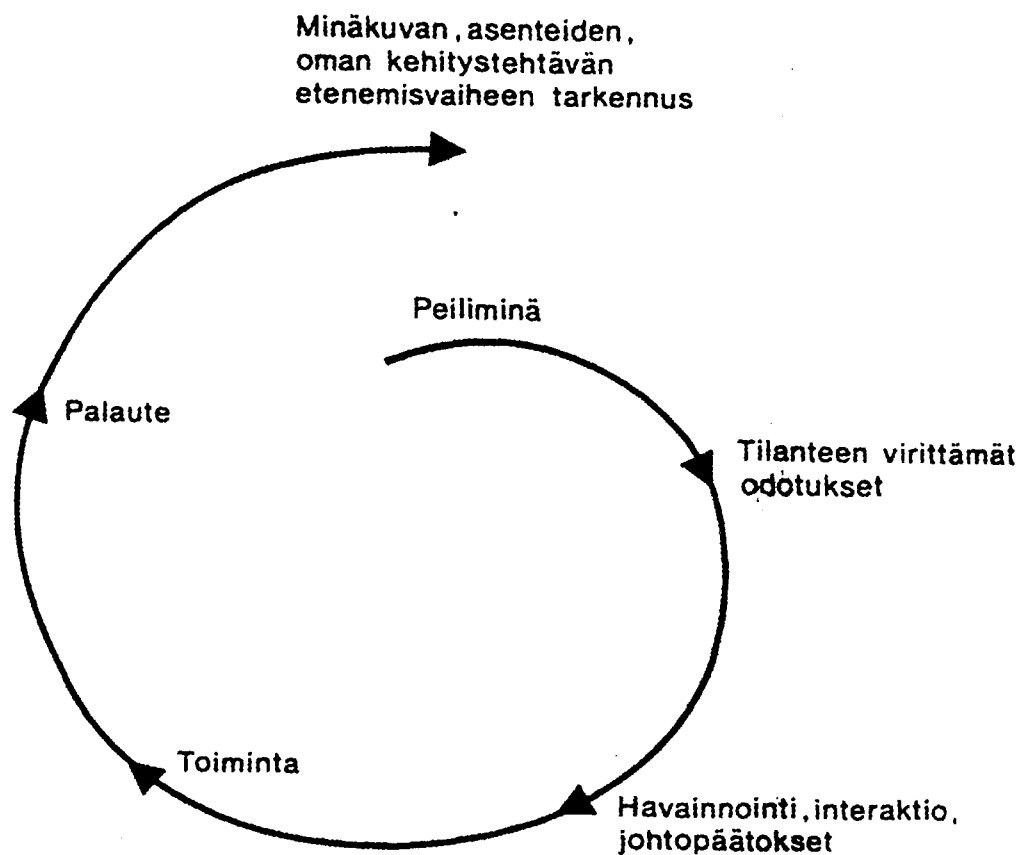 Minäkuvan, asenteiden,
oman kehitystehtävän
etenemisvaiheen tarkennus
Peiliminä
Palaute
Tilanteen virittämät
odotukset
Toiminta
Havainnointi, interaktio,
johtopäätokset